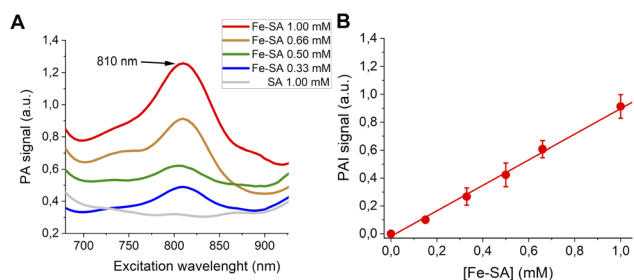 A
Fe-SA 1.00 mM
Fe-SA 0.66 mM
Fe-SA 0.50 mM
Fe-SA 0.33 mM
SA 1.00 mM
810 nm
PA signal (a.u.)
1,4
1,2
1,0
0,8
0,6
0,4
0,2
700 750 800 850 900
Excitation wavelenght (nm)
B
PAI signal (a.u.)
1,4
1,2
1,0
0,8
0,6
0,4
0,2
0,0
0,0 0,2 0,4 0,6 0,8 1,0
[Fe-SA] (mM)